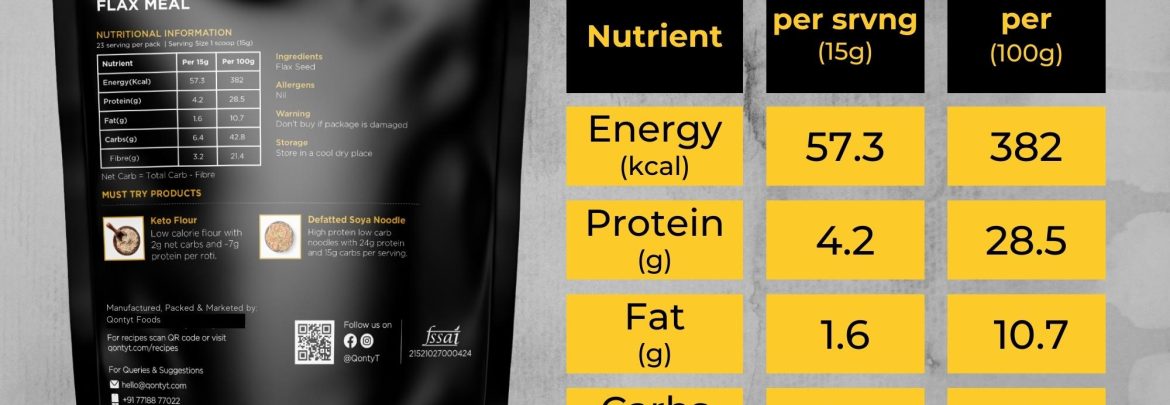 FLAX MEAL
NUTRITIONAL INFORMATION
23 serving per pack | Serving Size 1 scoop (15g)
Nutrient Per 15g Per 100g
Energy(Kcal) 57.3 382
Protein(g) 4.2 28.5
Fat(g) 1.6 10.7
Carbs(g) 6.4 42.8
Fibre(g) 3.2 21.4
Net Carb = Total Carb - Fibre
Ingredients
Flax Seed
Allergens
Nil
Warning
Don't buy if package is damaged
Storage
Store in a cool dry place
MUST TRY PRODUCTS
Keto Flour
Low calorie flour with
2g net carbs and ~7g
protein per roti.
Defatted Soya Noodle
High protein low carb
noodles with 24g protein
and 15g carbs per serving.
Manufactured, Packed & Marketed by:
Qontyt Foods
For recipes scan QR code or visit
qontyt.com/recipes
For Queries & Suggestions
hello@qontyt.com
+91 77188 77022
Follow us on
@QontyT
fssai
21521027000424
Nutrient per srvng (15g) per (100g)
Energy (kcal) 57.3 382
Protein (g) 4.2 28.5
Fat (g) 1.6 10.7